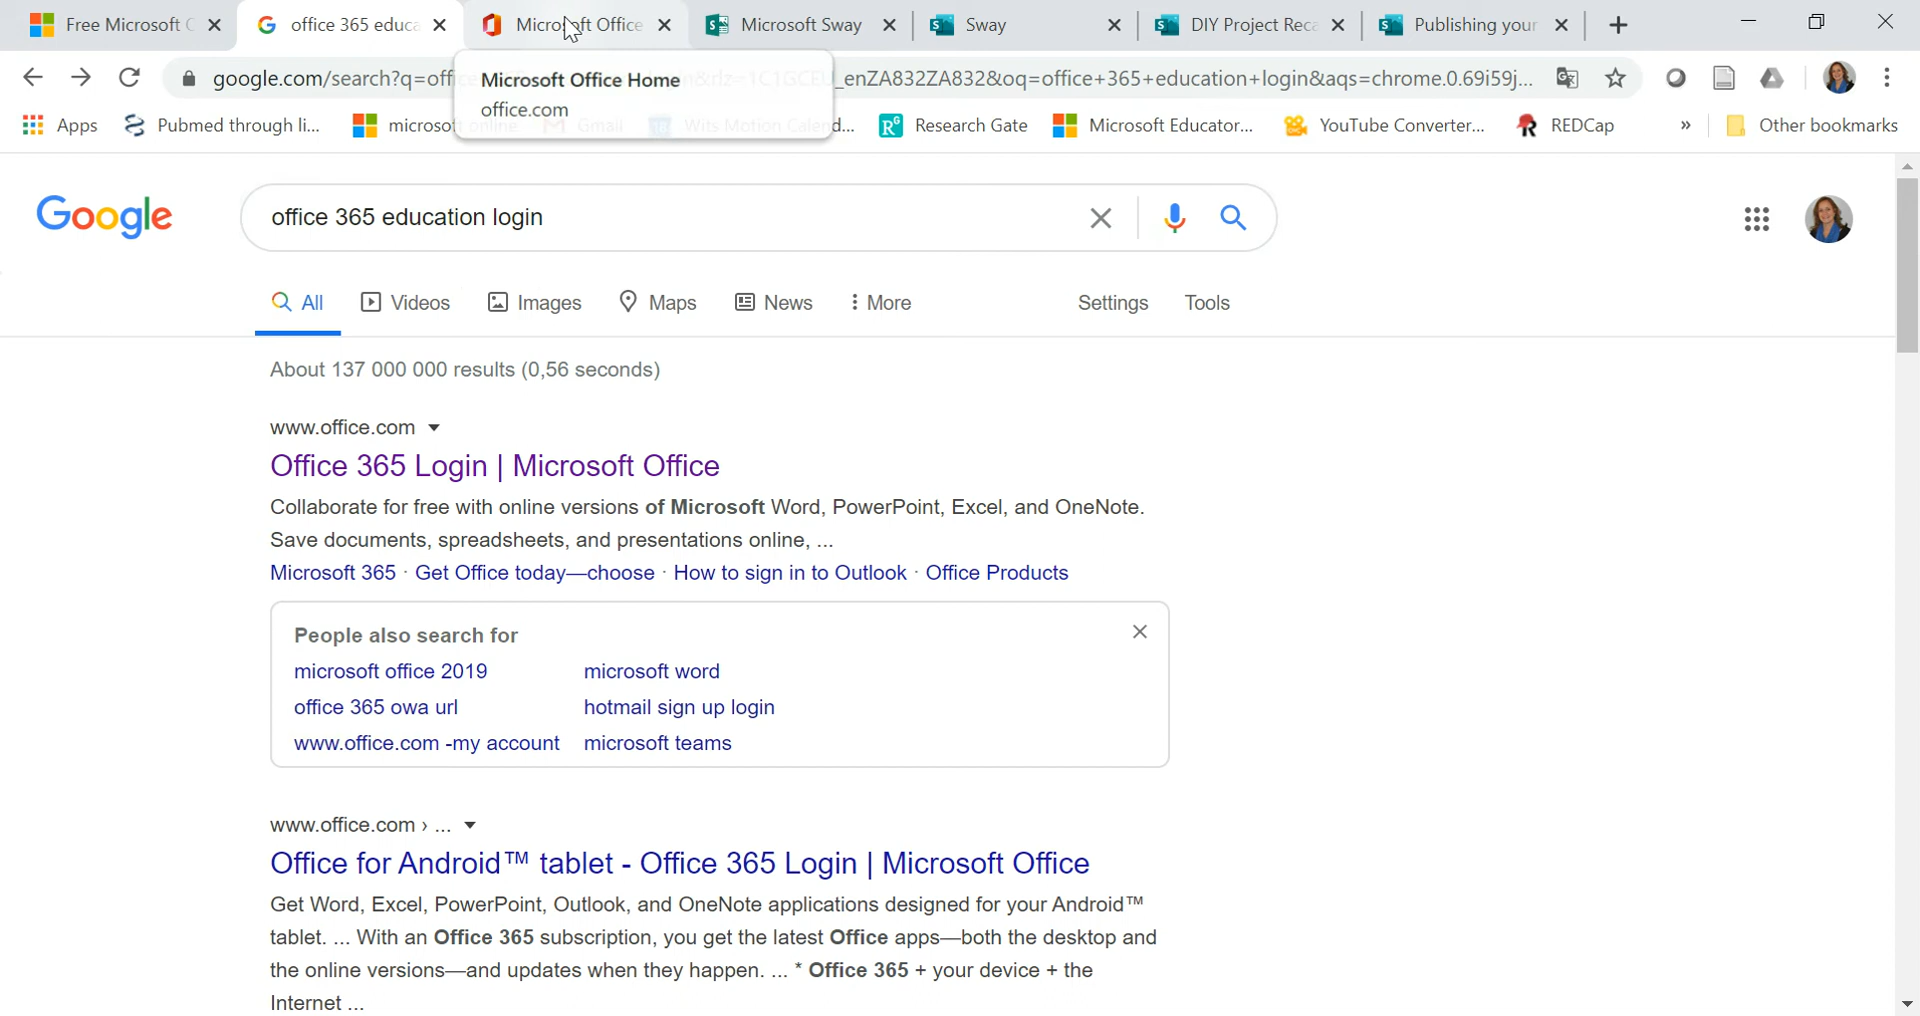 Free Microsoft
office 365 educa
Microsoft Office
Microsoft Sway
Sway
DIY Project Reca
Publishing your
google.com/search?q=offi
_enZA832ZA832&oq=office+365+education+login&aqs=chrome.0.69i59j...
Microsoft Office Home
office.com
Apps
Pubmed through li...
microsoft online
Gmail
Wits Motion Calend...
Research Gate
Microsoft Educator...
YouTube Converter...
REDCap
»
Other bookmarks
Google
office 365 education login
All
Videos
Images
Maps
News
More
Settings
Tools
About 137 000 000 results (0,56 seconds)
www.office.com
Office 365 Login | Microsoft Office
Collaborate for free with online versions of Microsoft Word, PowerPoint, Excel, and OneNote.
Save documents, spreadsheets, and presentations online, ...
Microsoft 365 · Get Office today—choose · How to sign in to Outlook · Office Products
People also search for
microsoft office 2019
microsoft word
office 365 owa url
hotmail sign up login
www.office.com -my account
microsoft teams
www.office.com › ...
Office for Android™ tablet - Office 365 Login | Microsoft Office
Get Word, Excel, PowerPoint, Outlook, and OneNote applications designed for your Android™
tablet. ... With an Office 365 subscription, you get the latest Office apps—both the desktop and
the online versions—and updates when they happen. ... * Office 365 + your device + the
Internet ...